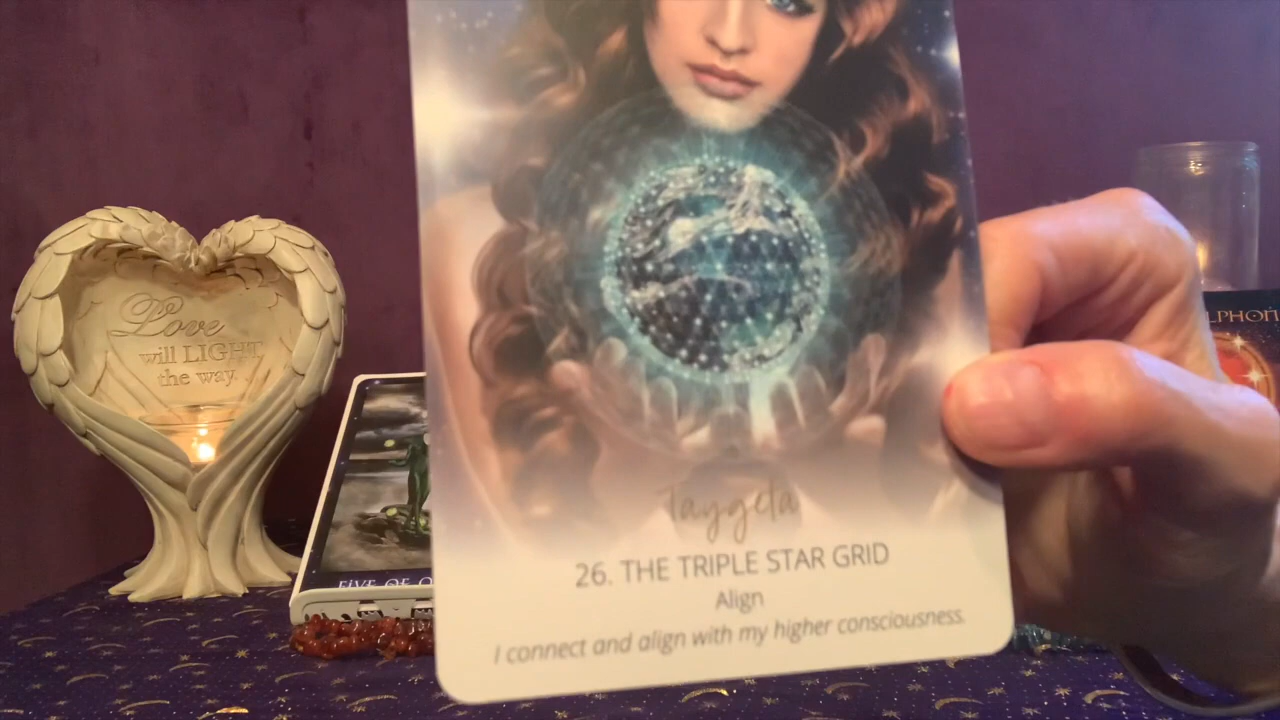 Love
will LIGHT
the way.
FIVE OF
LPHON
Taygeta
26. THE TRIPLE STAR GRID
Align
I connect and align with my higher consciousness.